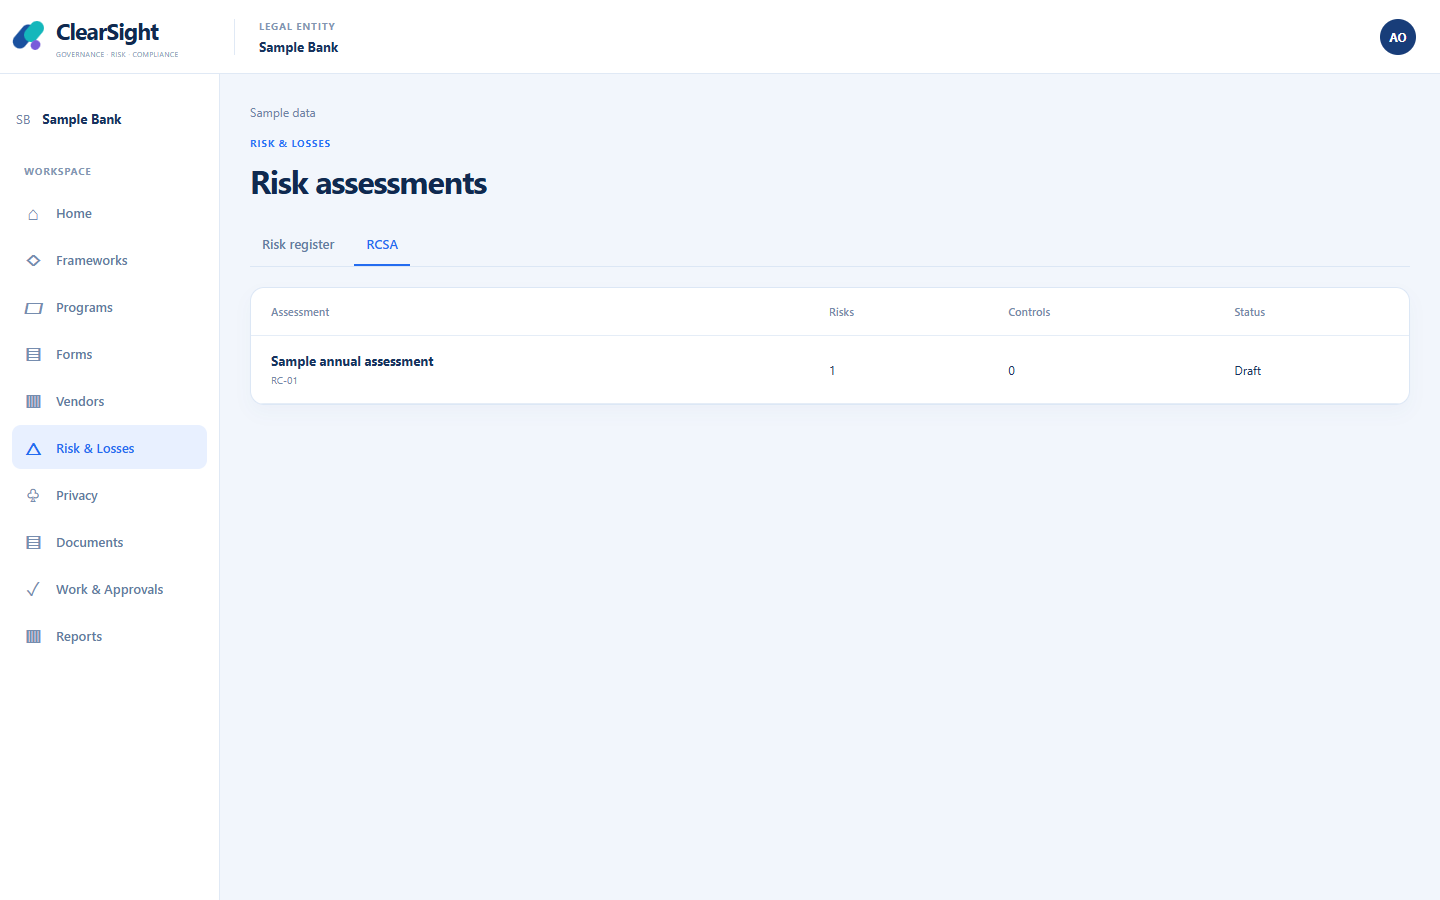 ClearSight
GOVERNANCE · RISK · COMPLIANCE
LEGAL ENTITY
Sample Bank
AO
SB Sample Bank
WORKSPACE
Home
Frameworks
Programs
Forms
Vendors
Risk & Losses
Privacy
Documents
Work & Approvals
Reports
Sample data
RISK & LOSSES
Risk assessments
Risk register RCSA
Assessment Risks Controls Status
Sample annual assessment 1 0 Draft
RC-01